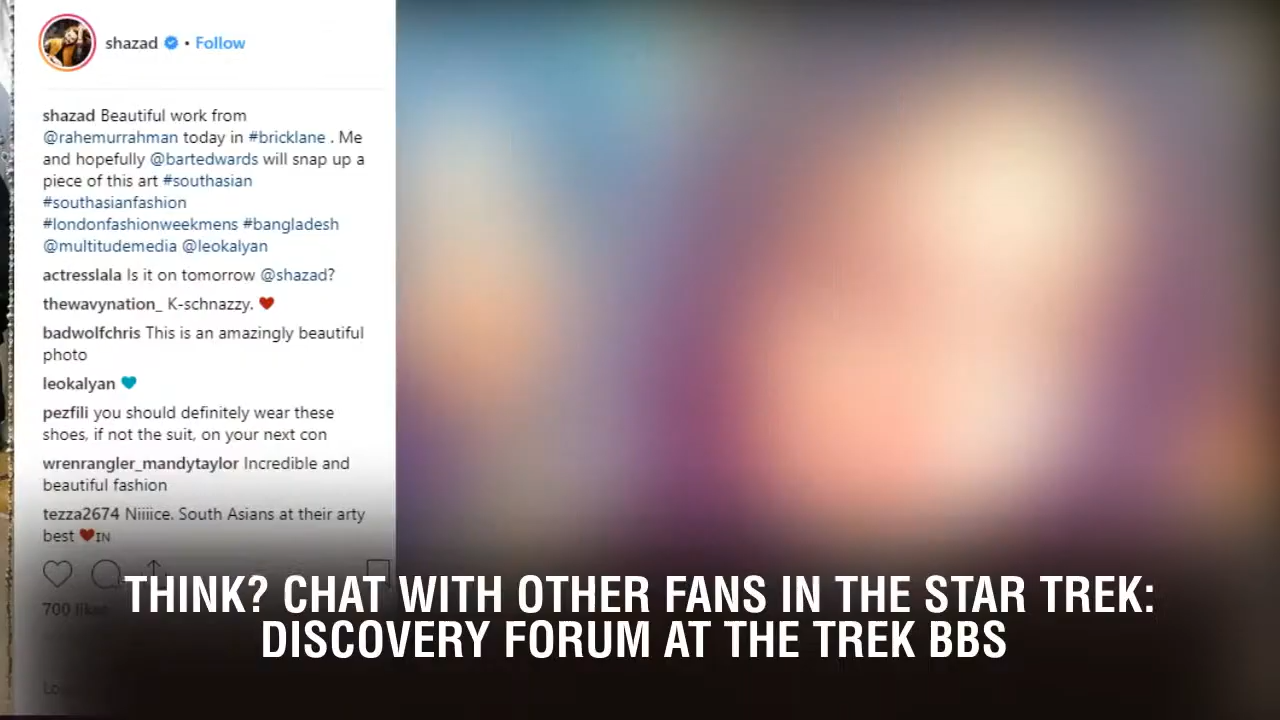 shazad • Follow
shazad Beautiful work from
@rahemurrahman today in #bricklane . Me
and hopefully @bartedwards will snap up a
piece of this art #southasian
#southasianfashion
#londonfashionweekmens #bangladesh
@multitudemedia @leokalyan
actresslala Is it on tomorrow @shazad?
thewavynation_ K-schnazzy. ❤
badwolfchris This is an amazingly beautiful
photo
leokalyan 💙
pezfili you should definitely wear these
shoes, if not the suit, on your next con
wrenrangler_mandytaylor Incredible and
beautiful fashion
tezza2674 Niiiice. South Asians at their arty
best ❤IN
700 likes
THINK? CHAT WITH OTHER FANS IN THE STAR TREK:
DISCOVERY FORUM AT THE TREK BBS